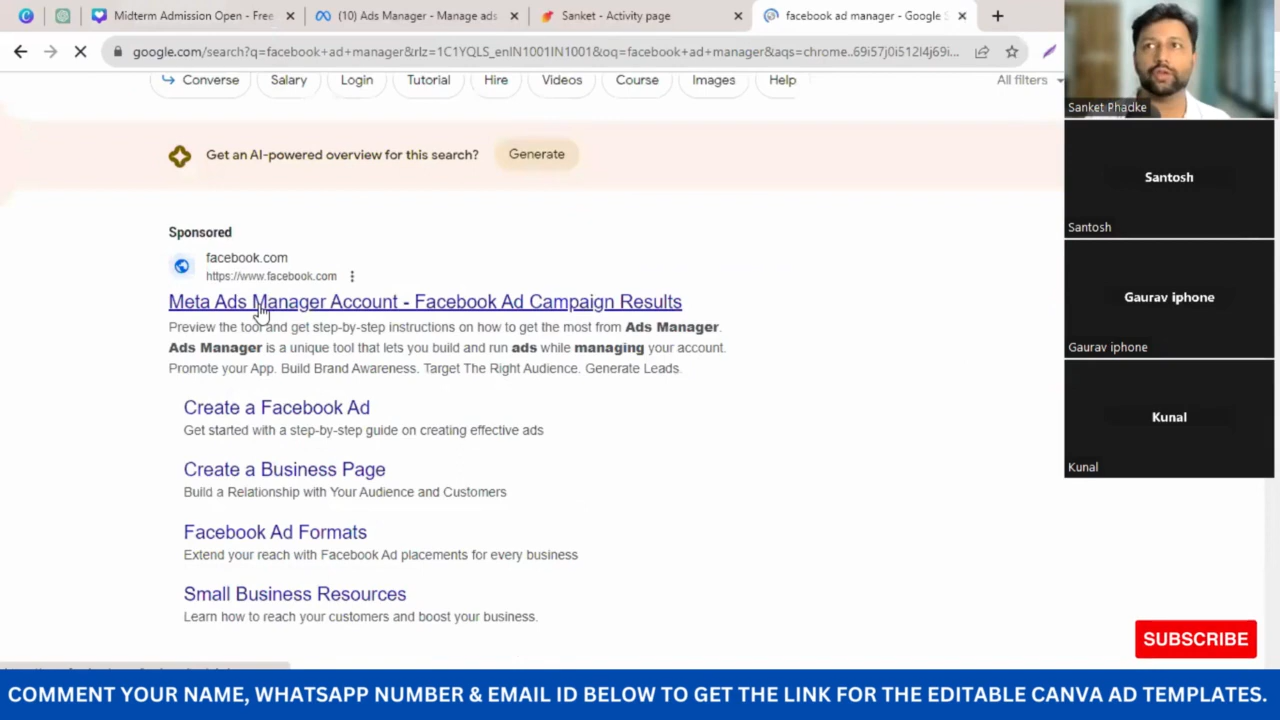 Midterm Admission Open - Free
(10) Ads Manager - Manage ads
Sanket - Activity page
facebook ad manager - Google S
google.com/search?q=facebook+ad+manager&rlz=1C1YQLS_enIN1001IN1001&oq=facebook+ad+manager&aqs=chrome..69i57j0i512l4j69i...
Converse
Salary
Login
Tutorial
Hire
Videos
Course
Images
Help
All filters
Get an AI-powered overview for this search?
Generate
Sponsored
facebook.com
https://www.facebook.com
Meta Ads Manager Account - Facebook Ad Campaign Results
Preview the tool and get step-by-step instructions on how to get the most from Ads Manager.
Ads Manager is a unique tool that lets you build and run ads while managing your account.
Promote your App. Build Brand Awareness. Target The Right Audience. Generate Leads.
Create a Facebook Ad
Get started with a step-by-step guide on creating effective ads
Create a Business Page
Build a Relationship with Your Audience and Customers
Facebook Ad Formats
Extend your reach with Facebook Ad placements for every business
Small Business Resources
Learn how to reach your customers and boost your business.
Sanket Phadke
Santosh
Santosh
Gaurav iphone
Gaurav iphone
Kunal
Kunal
SUBSCRIBE
COMMENT YOUR NAME, WHATSAPP NUMBER & EMAIL ID BELOW TO GET THE LINK FOR THE EDITABLE CANVA AD TEMPLATES.